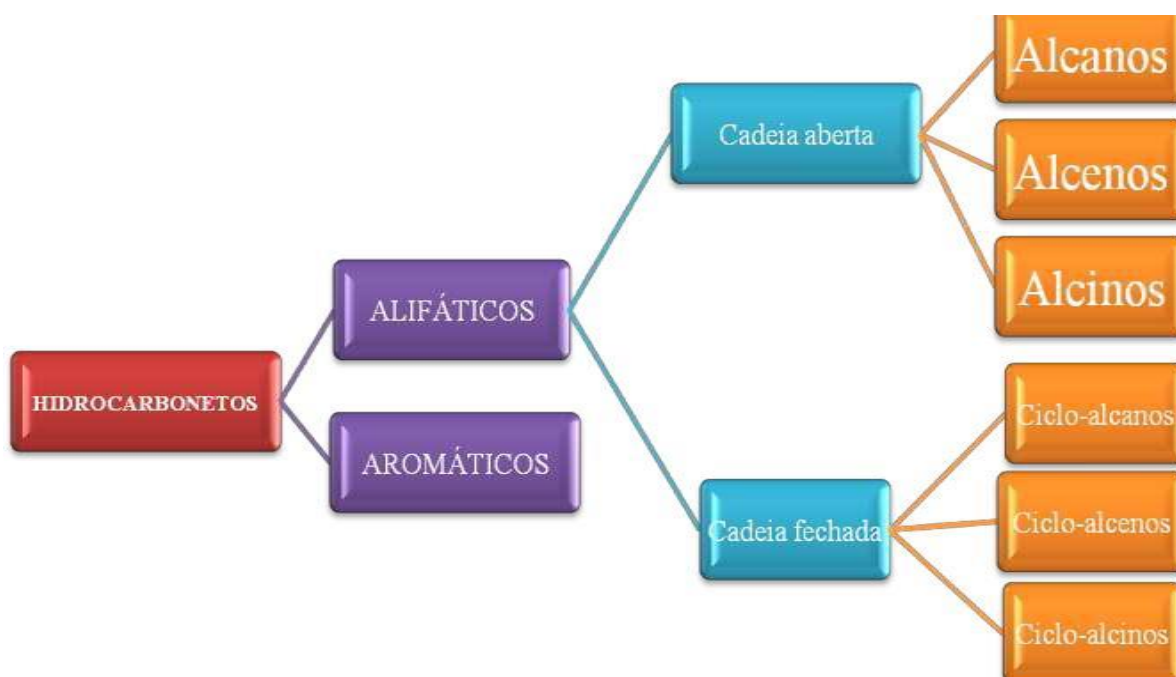 HIDROCARBONETOS
ALIFÁTICOS
AROMÁTICOS
Cadeia aberta
Cadeia fechada
Alcanos
Alcenos
Alcinos
Ciclo-alcanos
Ciclo-alcenos
Ciclo-alcinos